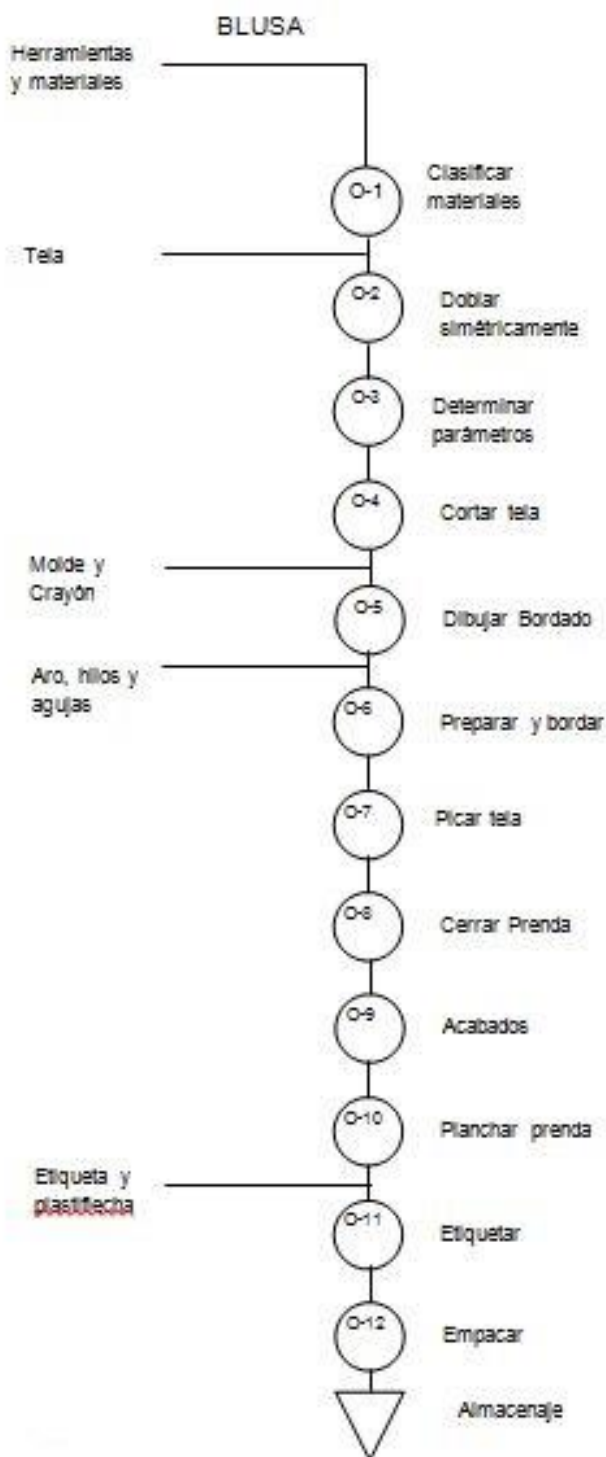 BLUSA
Herramientas
y materiales
O-1
Clasificar
materiales
Tela
O-2
Doblar
simétricamente
O-3
Determinar
parámetros
O-4
Cortar tela
Molde y
Crayón
O-5
Dibujar Bordado
Aro, hilos y
agujas
O-6
Preparar y bordar
O-7
Picar tela
O-8
Cerrar Prenda
O-9
Acabados
O-10
Planchar prenda
Etiqueta y
plastiflecha
O-11
Etiquetar
O-12
Empacar
Almacenaje